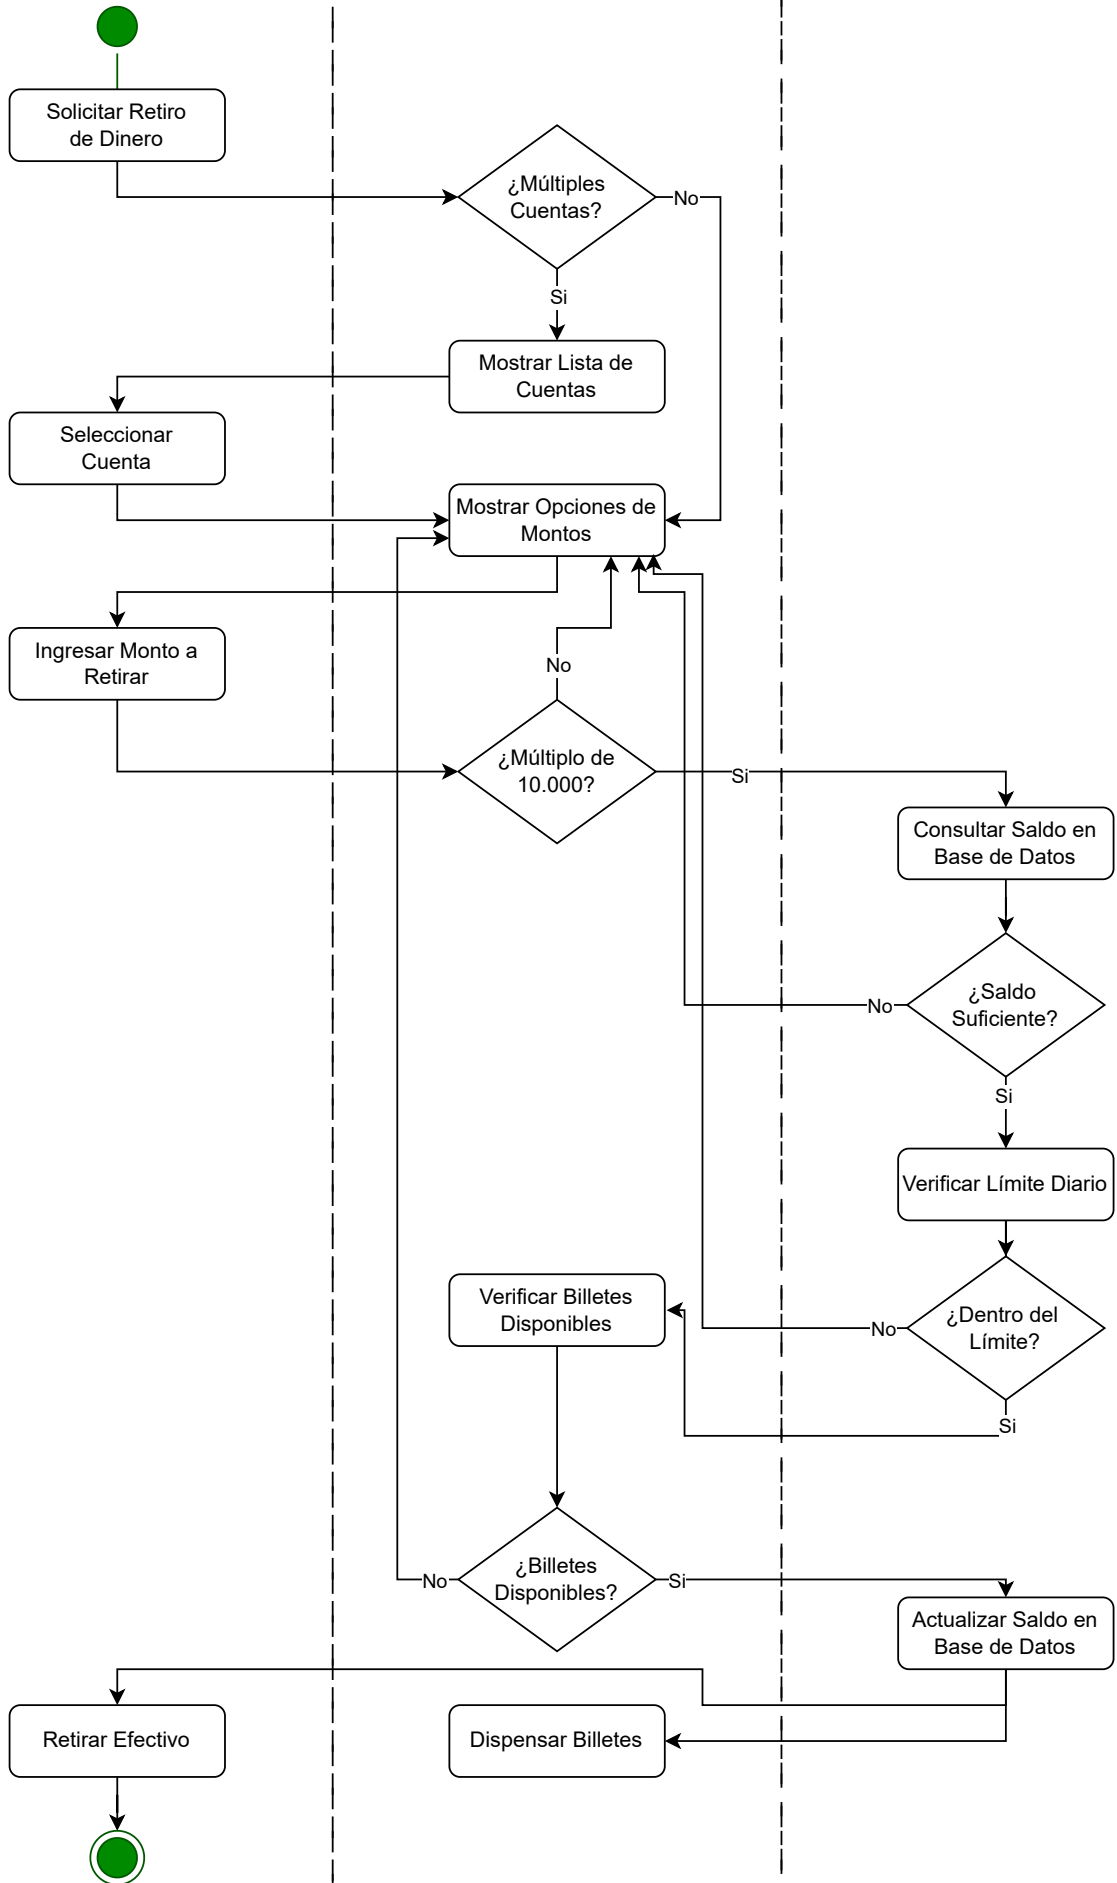 Solicitar Retiro
de Dinero
¿Múltiples
Cuentas?
No
Si
Mostrar Lista de
Cuentas
Seleccionar
Cuenta
Mostrar Opciones de
Montos
Ingresar Monto a
Retirar
No
¿Múltiplo de
10.000?
Si
Consultar Saldo en
Base de Datos
¿Saldo
Suficiente?
No
Si
Verificar Límite Diario
Verificar Billetes
Disponibles
¿Dentro del
Límite?
No
Si
¿Billetes
Disponibles?
No
Si
Actualizar Saldo en
Base de Datos
Retirar Efectivo
Dispensar Billetes